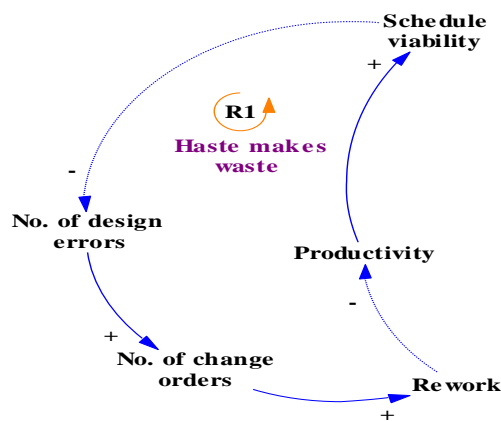 Schedule
viability
+
R1
Haste makes
waste
-
No. of design
errors
Productivity
-
+
No. of change
orders
Rework
+